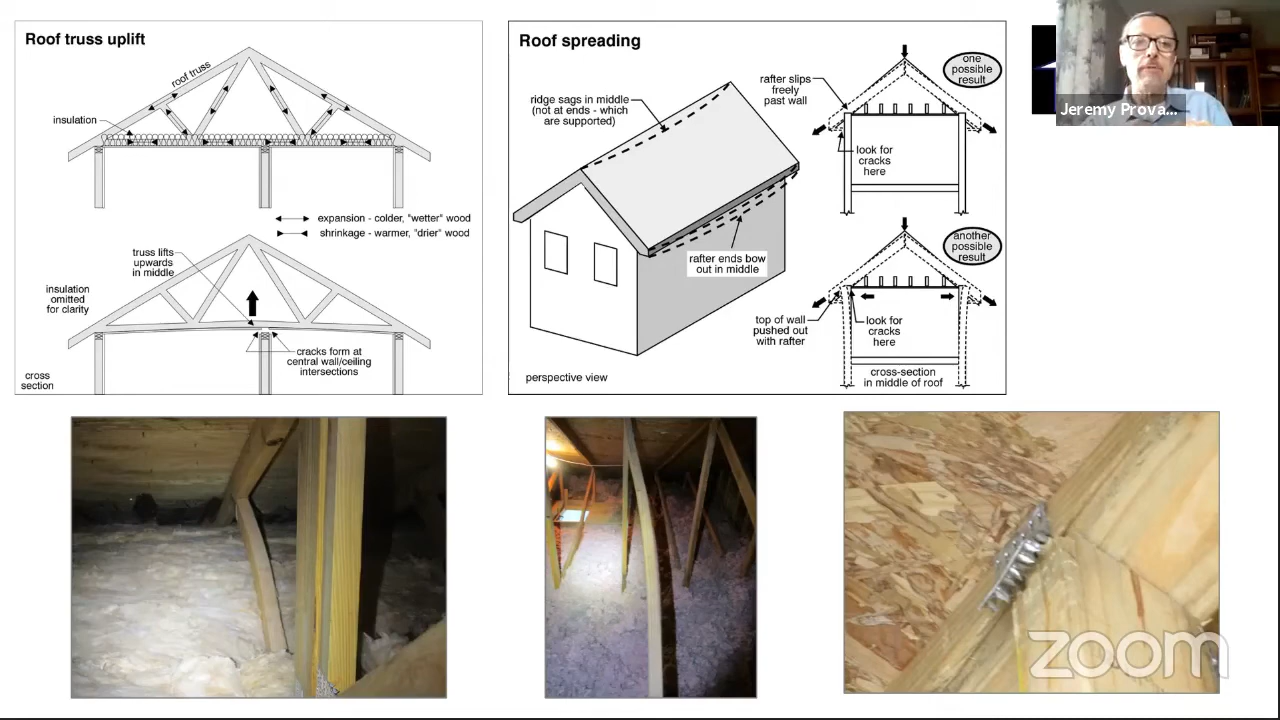 Roof truss uplift
roof truss
insulation
expansion - colder, "wetter" wood
shrinkage - warmer, "drier" wood
truss lifts
upwards
in middle
insulation
omitted
for clarity
cracks form at
central wall/ceiling
intersections
cross
section
Roof spreading
ridge sags in middle
(not at ends - which
are supported)
rafter ends bow
out in middle
perspective view
rafter slips
freely
past wall
one
possible
result
look for
cracks
here
another
possible
result
top of wall
pushed out
with rafter
look for
cracks
here
cross-section
in middle of roof
Jeremy Prova...
zoom